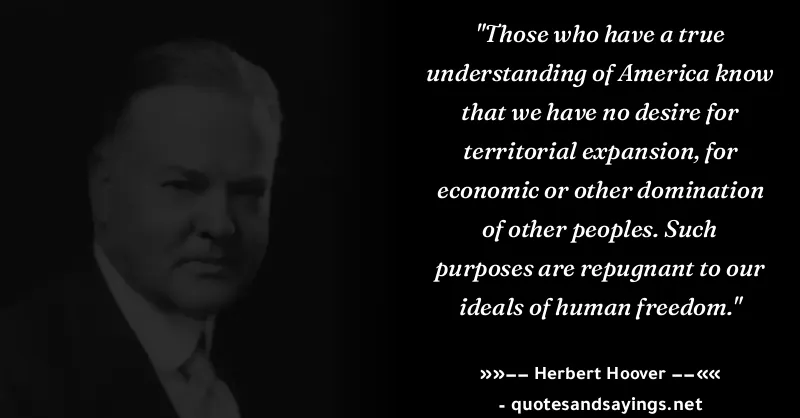 "Those who have a true
understanding of America know
that we have no desire for
territorial expansion, for
economic or other domination
of other peoples. Such
purposes are repugnant to our
ideals of human freedom."
»»−− Herbert Hoover −−««
- quotesandsayings.net